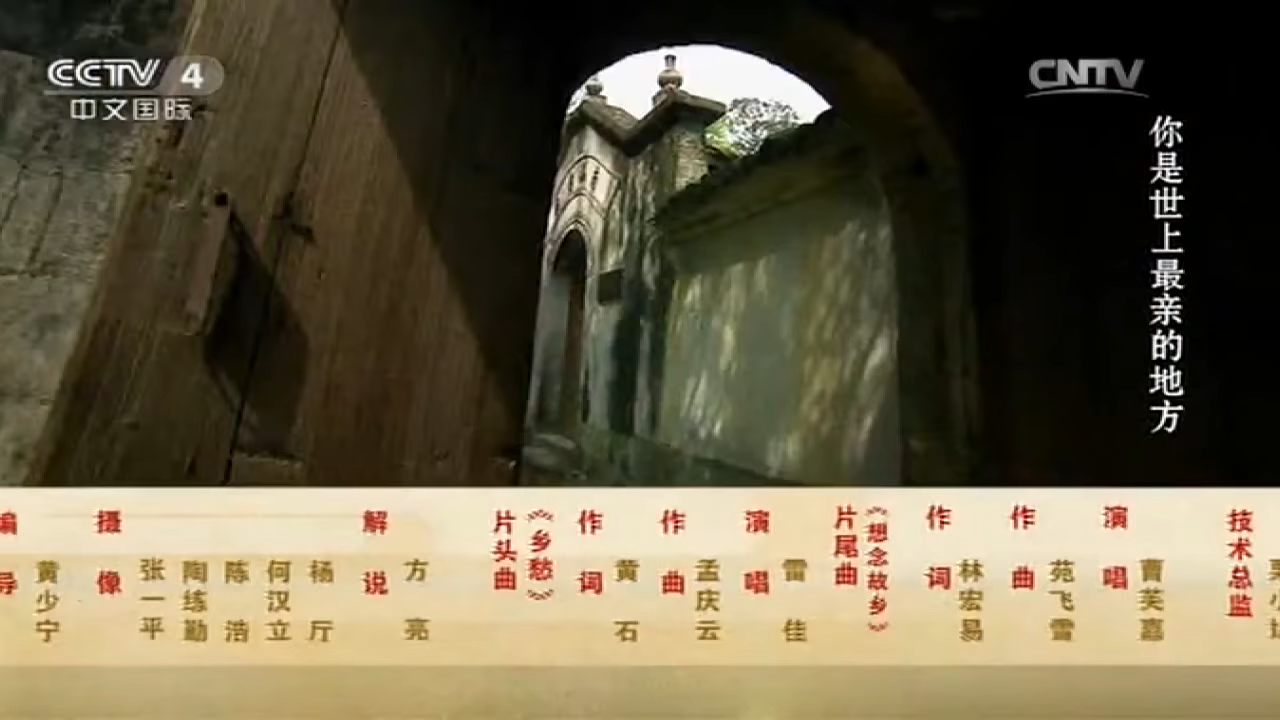 CCTV 4
中文国际
CNTV
你是世上最亲的地方
编导
黄少宁
摄像
张一平
陶练勤
陈浩
何汉立
杨厅
解说
方亮
片头曲
《乡愁》
作词
黄石
作曲
孟庆云
演唱
雷佳
片尾曲
《想念故乡》
作词
林宏易
作曲
苑飞雪
演唱
曹芙嘉
技术总监